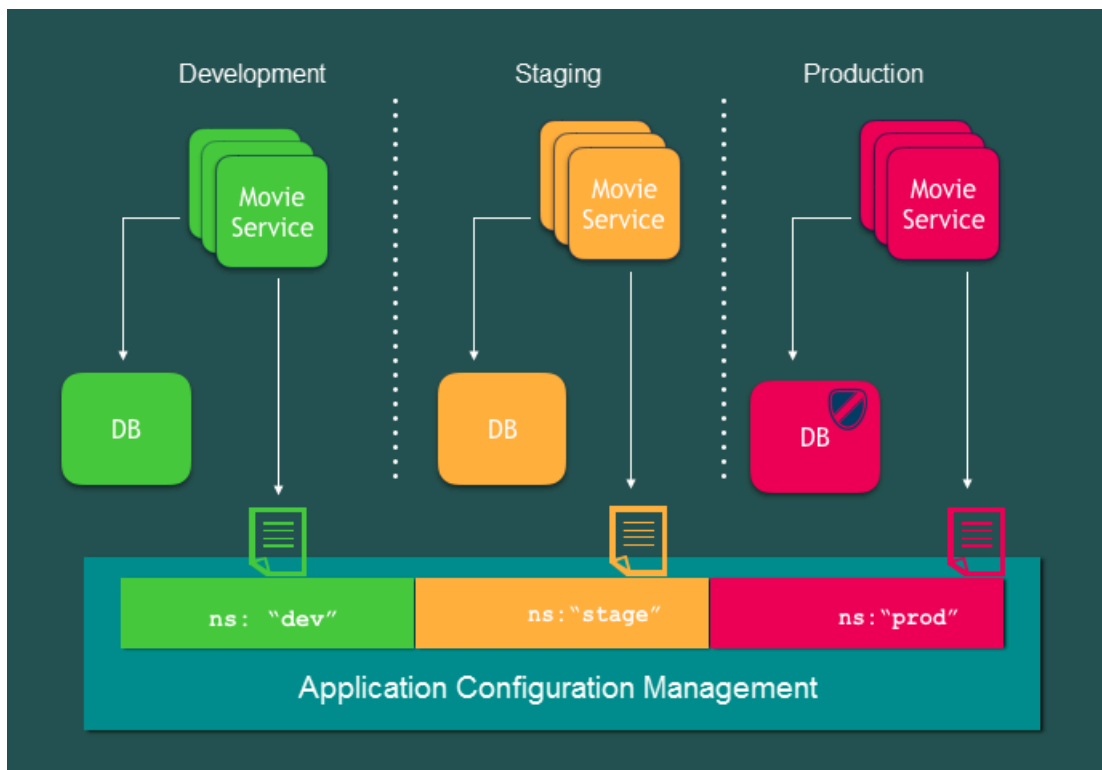 Development
Staging
Production
Movie
Service
Movie
Service
Movie
Service
DB
DB
DB
ns: “dev”
ns:“stage”
ns:“prod”
Application Configuration Management